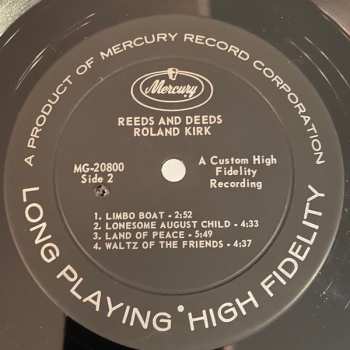 A PRODUCT OF MERCURY RECORD CORPORATION
Mercury
REEDS AND DEEDS
ROLAND KIRK
MG-20800
Side 2
A Custom High
Fidelity
Recording
1. LIMBO BOAT - 2:52
2. LONESOME AUGUST CHILD - 4:33
3. LAND OF PEACE - 5:49
4. WALTZ OF THE FRIENDS - 4:37
LONG PLAYING • HIGH FIDELITY